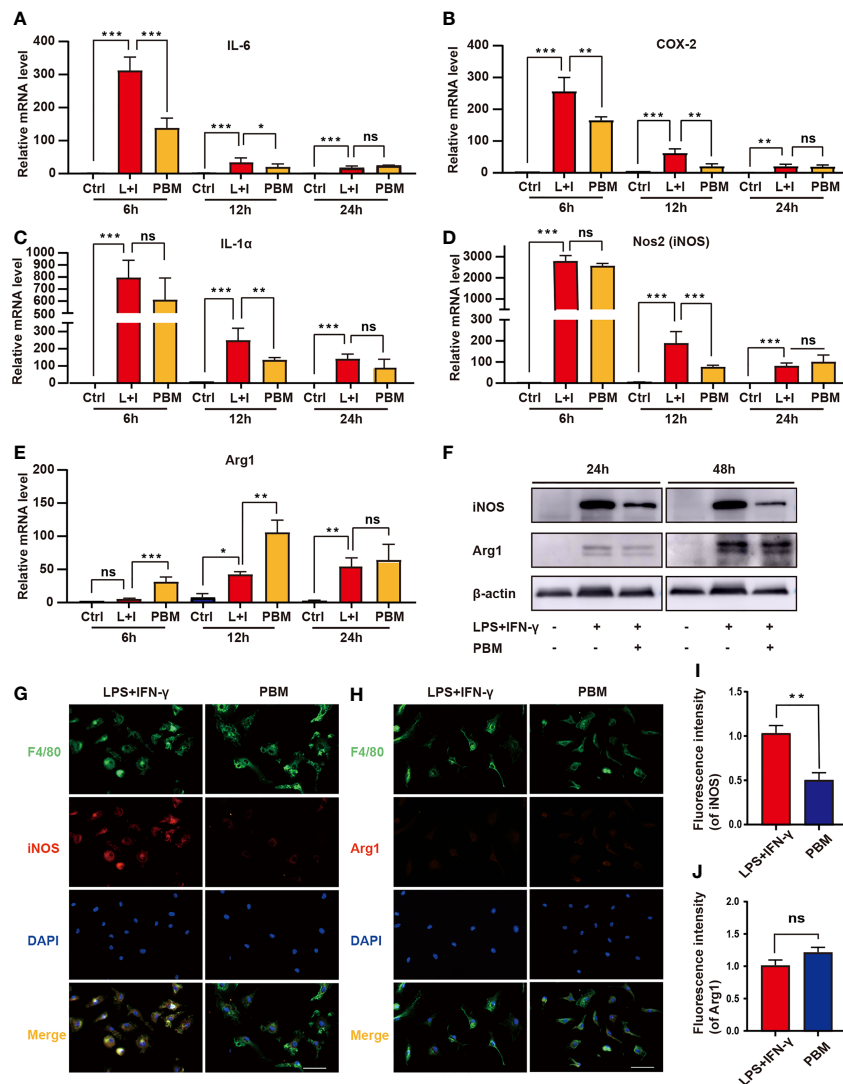 A
IL-6
Relative mRNA level
400
300
200
100
0
*** ***
*** *
*** ns
Ctrl L+I PBM Ctrl L+I PBM Ctrl L+I PBM
6h 12h 24h
B
COX-2
Relative mRNA level
400
300
200
100
0
*** **
*** **
** ns
Ctrl L+I PBM Ctrl L+I PBM Ctrl L+I PBM
6h 12h 24h
C
IL-1α
Relative mRNA level
1000
900
800
700
600
500
300
200
100
0
*** ns
*** **
*** ns
Ctrl L+I PBM Ctrl L+I PBM Ctrl L+I PBM
6h 12h 24h
D
Nos2 (iNOS)
Relative mRNA level
3000
2000
300
200
100
0
*** ns
*** ***
*** ns
Ctrl L+I PBM Ctrl L+I PBM Ctrl L+I PBM
6h 12h 24h
E
Arg1
Relative mRNA level
200
150
100
50
0
ns ***
* **
** ns
Ctrl L+I PBM Ctrl L+I PBM Ctrl L+I PBM
6h 12h 24h
F
24h 48h
iNOS
Arg1
β-actin
LPS+IFN-γ - + + - + +
PBM - - + - - +
G
LPS+IFN-γ PBM
F4/80
iNOS
DAPI
Merge
H
LPS+IFN-γ PBM
F4/80
Arg1
DAPI
Merge
I
Fluorescence intensity
(of iNOS)
1.5
1.0
0.5
0.0
**
LPS+IFN-γ PBM
J
Fluorescence intensity
(of Arg1)
2.0
1.5
1.0
0.5
0.0
ns
LPS+IFN-γ PBM